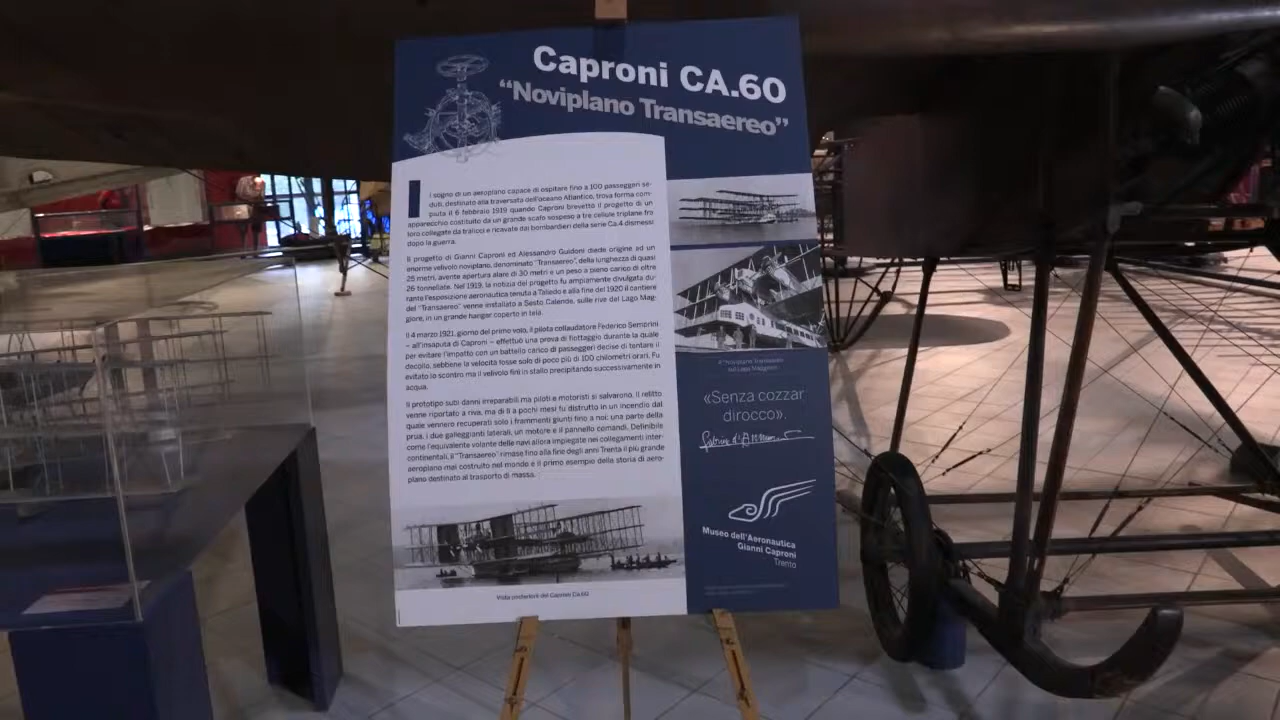 Caproni CA.60
“Noviplano Transaereo”
Il sogno di un aeroplano capace di ospitare fino a 100 passeggeri se-
duti, destinato alla traversata dell'oceano Atlantico, trova forma com-
piuta il 6 febbraio 1919 quando Caproni brevettò il progetto di un
apparecchio costituito da un grande scafo sospeso a tre cellule triplane fra
loro collegate da tralicci e ricavate dai bombardieri della serie Ca.4 dismessi
dopo la guerra.
Il progetto di Gianni Caproni ed Alessandro Guidoni diede origine ad un
enorme velivolo noviplano, denominato "Transaereo", della lunghezza di quasi
26 metri, avente apertura alare di 30 metri e un peso a pieno carico di oltre
26 tonnellate. Nel 1919, la notizia del progetto fu ampiamente divulgata du-
rante l'esposizione aeronautica tenuta a Taliedo e alla fine del 1920 il cantiere
del "Transaereo" venne installato a Sesto Calende, sulle rive del Lago Mag-
giore, in un grande hangar coperto in tela.
Il 4 marzo 1921, giorno del primo volo, il pilota collaudatore Federico Semprini
– all'insaputa di Caproni – effettuò una prova di flottaggio durante la quale
per evitare l'impatto con un battello carico di passeggeri decise di tentare il
decollo, sebbene la velocità fosse solo di poco più di 100 chilometri orari. Fu
evitato lo scontro ma il velivolo finì in stallo precipitando successivamente in
acqua.
Il prototipo subì danni irreparabili ma piloti e motoristi si salvarono. Il relitto
venne riportato a riva, ma di lì a pochi mesi fu distrutto in un incendio dal
quale vennero recuperati solo i frammenti giunti fino a noi: una parte della
prua, i due galleggianti laterali, un motore e il pannello comandi. Definibile
come l'equivalente volante delle navi allora impiegate nei collegamenti inter-
continentali, il "Transaereo" rimase fino alla fine degli anni Trenta il più grande
aeroplano mai costruito nel mondo e il primo esempio della storia di aero-
plano destinato al trasporto di massa.
Vista posteriore del Caproni Ca.60
Il "Noviplano Transaereo"
sul Lago Maggiore
«Senza cozzar
dirocco».
Museo dell'Aeronautica
Gianni Caproni
Trento